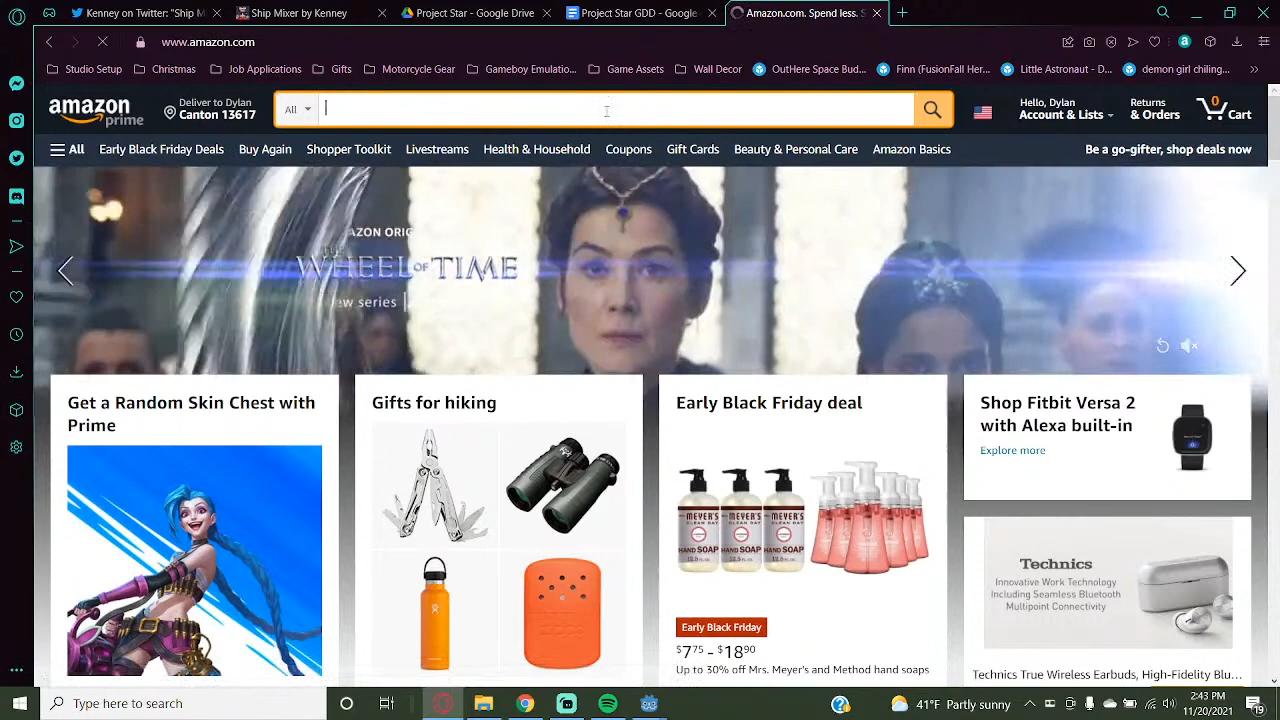 Kenney on Twitter: "Ship M
Ship Mixer by Kenney
Project Star - Google Drive
Project Star GDD - Google
Amazon.com. Spend less. S
www.amazon.com
Studio Setup
Christmas
Job Applications
Gifts
Motorcycle Gear
Gameboy Emulatio...
Game Assets
Wall Decor
OutHere Space Bud...
Finn (FusionFall Her...
Little Astronaut - D...
demon girl chiling...
amazon
prime
Deliver to Dylan
Canton 13617
All
Hello, Dylan
Account & Lists
Returns
& Orders
0
Cart
All
Early Black Friday Deals
Buy Again
Shopper Toolkit
Livestreams
Health & Household
Coupons
Gift Cards
Beauty & Personal Care
Amazon Basics
Be a go-gifter, shop deals now
AZON ORIG
THE
WHEEL OF TIME
ew series |
Get a Random Skin Chest with
Prime
Gifts for hiking
Early Black Friday deal
MEYER'S
CLEAN DAY
HAND SOAP
MEYER'S
CLEAN DAY
HAND SOAP
MEYER'S
CLEAN DAY
HAND SOAP
Early Black Friday
$7.75 - $18.90
Up to 30% off Mrs. Meyer's and Method hand soaps
Shop Fitbit Versa 2
with Alexa built-in
Explore more
Technics
Innovative Work Technology
Including Seamless Bluetooth
Multipoint Connectivity
Technics True Wireless Earbuds, High-Fidelity Blu...
Type here to search
41°F Partly sunny
2:43 PM
11/20/2021